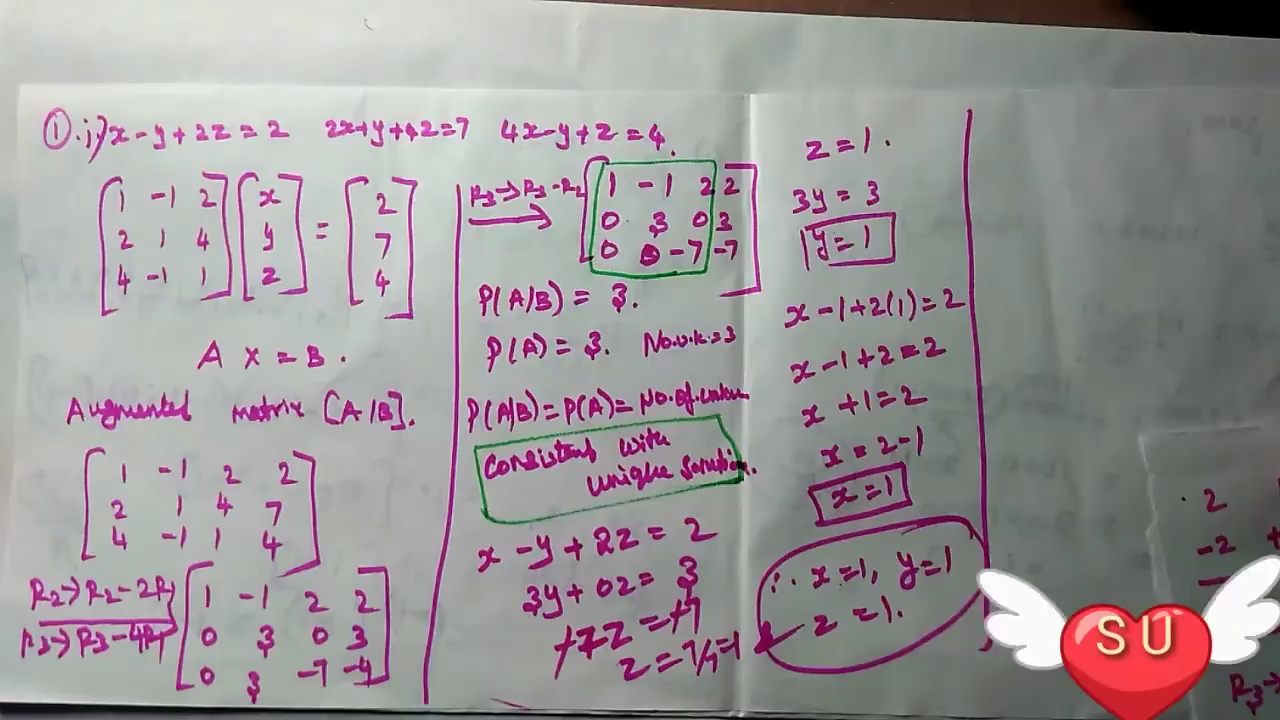 ①.i) x - y + 2z = 2 2x + y + 4z = 7 4x - y + z = 4.
[1 -1 2] [x] = [2]
[2 1 4] [y] [7]
[4 -1 1] [z] [4]
A X = B.
Augmented matrix [A/B].
[1 -1 2 2]
[2 1 4 7]
[4 -1 1 4]
R2→R2-2R1
R3→R3-4R1
[1 -1 2 2]
[0 3 0 3]
[0 3 -7 -4]
R3→R3-R2
[1 -1 2 2]
[0 3 0 3]
[0 0 -7 -7]
P(A/B) = 3.
P(A) = 3. No.u.k=3
P(A/B) = P(A) = No.of.
Consistent with
unique solution.
x - y + 2z = 2
3y + 0z = 3
+7z = +7
z = 7/7 = 1
z = 1.
3y = 3
y = 1
x - 1 + 2(1) = 2
x - 1 + 2 = 2
x + 1 = 2
x = 2 - 1
x = 1
∴ x = 1, y = 1
z = 1.
2
-2
R3→
SU